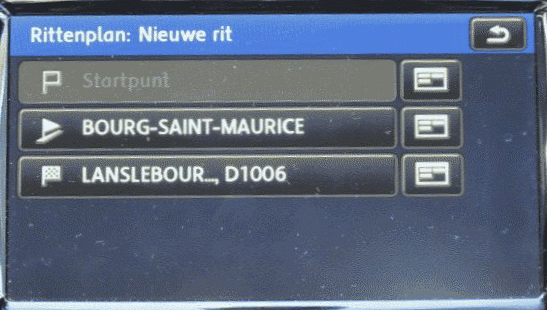 Rittenplan: Nieuwe rit
Startpunt
BOURG-SAINT-MAURICE
LANSLEBOUR..., D1006